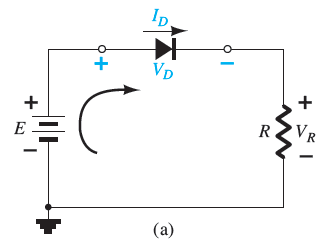 I_D
+ V_D −
+ E −
R + V_R −
(a)